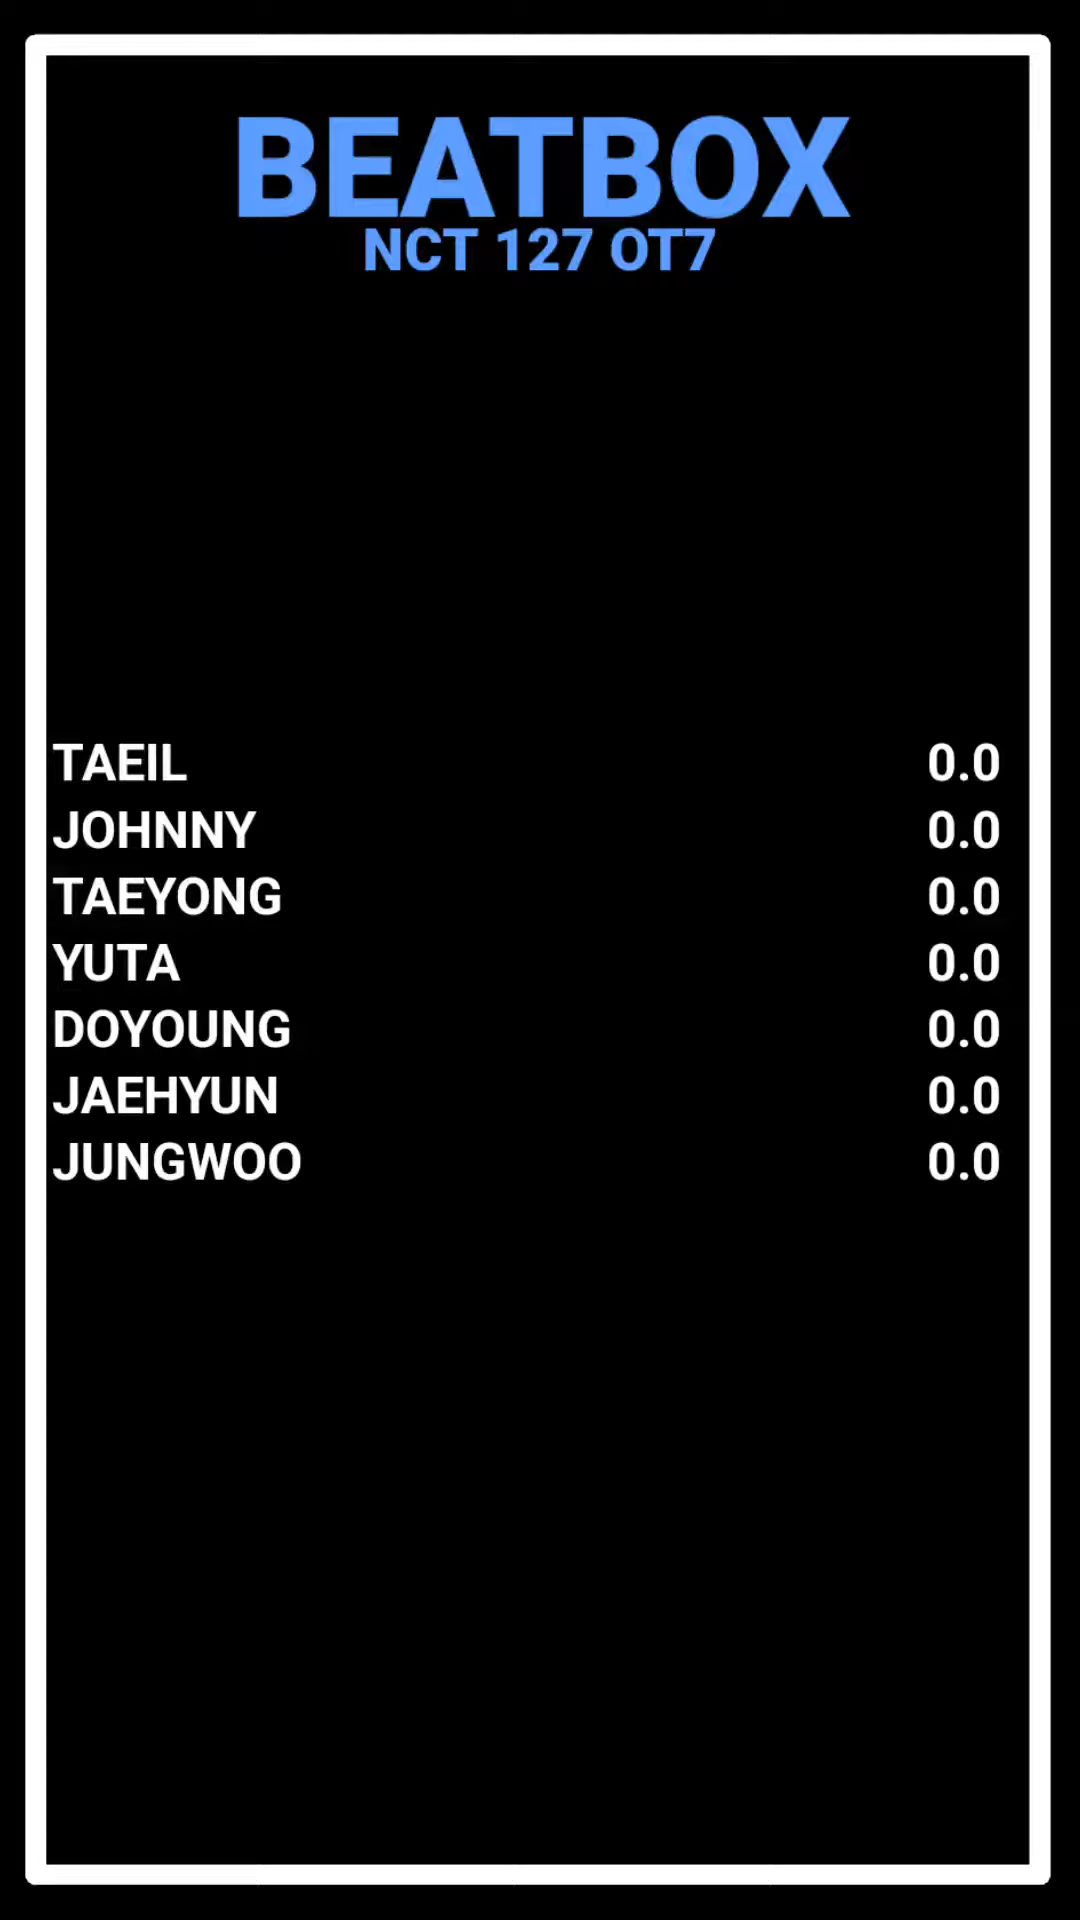 BEATBOX
NCT 127 OT7
TAEIL 0.0
JOHNNY 0.0
TAEYONG 0.0
YUTA 0.0
DOYOUNG 0.0
JAEHYUN 0.0
JUNGWOO 0.0